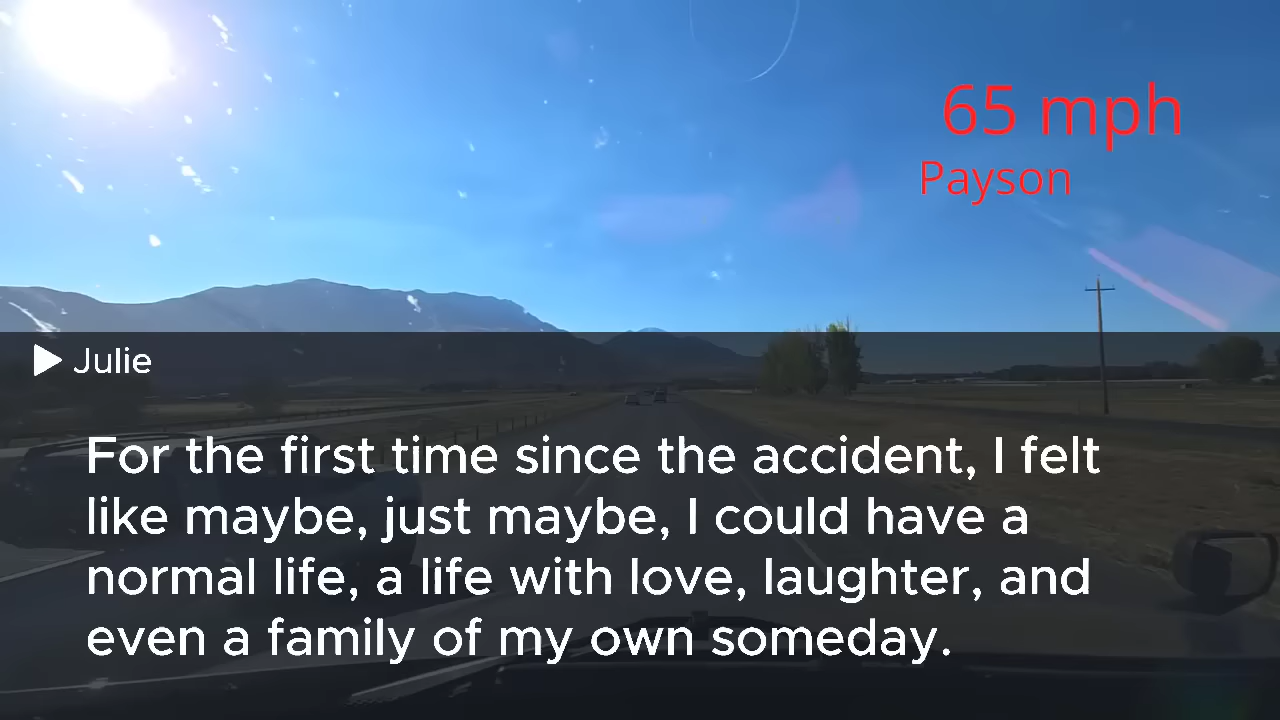 65 mph
Payson
Julie
For the first time since the accident, I felt
like maybe, just maybe, I could have a
normal life, a life with love, laughter, and
even a family of my own someday.